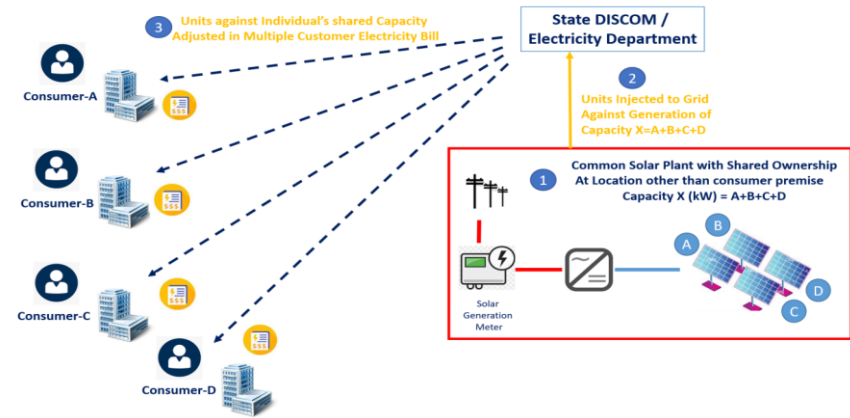 3
Units against Individual's shared Capacity
Adjusted in Multiple Customer Electricity Bill
State DISCOM /
Electricity Department
2
Units Injected to Grid
Against Generation of
Capacity X=A+B+C+D
Consumer-A
$$$
Consumer-B
$$$
Consumer-C
$$$
Consumer-D
$$$
1
Common Solar Plant with Shared Ownership
At Location other than consumer premise
Capacity X (kW) = A+B+C+D
B
A
D
C
Solar
Generation
Meter